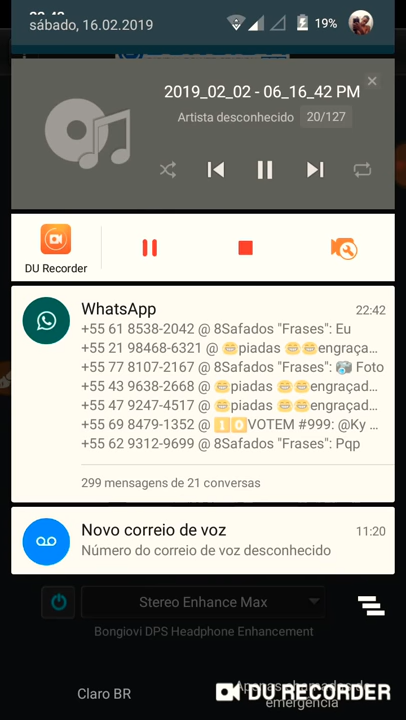 sábado, 16.02.2019
19%
2019_02_02 - 06_16_42 PM
Artista desconhecido 20/127
DU Recorder
WhatsApp 22:42
+55 61 8538-2042 @ 8Safados "Frases": Eu
+55 21 98468-6321 @ 😁piadas 😁😁engraça...
+55 77 8107-2167 @ 8Safados "Frases": 📷 Foto
+55 43 9638-2668 @ 😁piadas 😁😁engraçad...
+55 47 9247-4517 @ 😁piadas 😁😁engraçad...
+55 69 8479-1352 @ 1️⃣0️⃣VOTEM #999: @Ky ...
+55 62 9312-9699 @ 8Safados "Frases": Pqp
299 mensagens de 21 conversas
Novo correio de voz 11:20
Número do correio de voz desconhecido
Stereo Enhance Max
Bongiovi DPS Headphone Enhancement
Claro BR
emergência
DU RECORDER